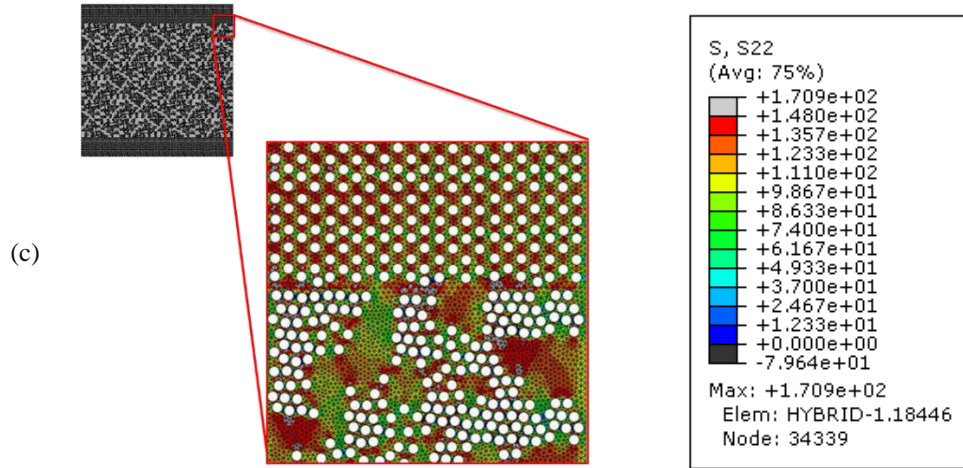 (c)
S, S22
(Avg: 75%)
+1.709e+02
+1.480e+02
+1.357e+02
+1.233e+02
+1.110e+02
+9.867e+01
+8.633e+01
+7.400e+01
+6.167e+01
+4.933e+01
+3.700e+01
+2.467e+01
+1.233e+01
+0.000e+00
-7.964e+01
Max: +1.709e+02
Elem: HYBRID-1.18446
Node: 34339